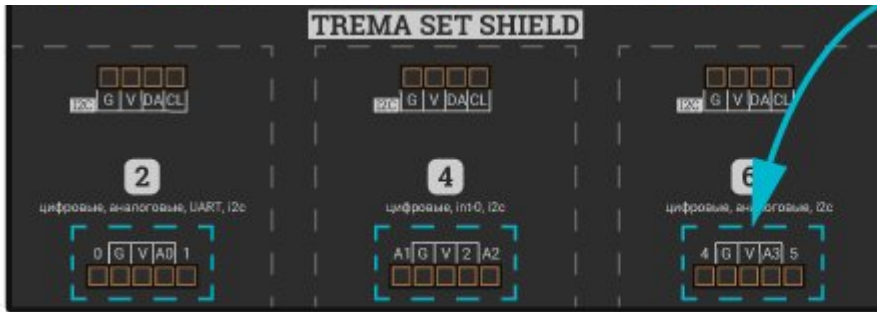 TREMA SET SHIELD
I2C G V DA CL
I2C G V DA CL
I2C G V DA CL
2
4
6
цифровые, аналоговые, UART, i2c
цифровые, int-0, i2c
цифровые, аналоговые, i2c
0 G V A0 1
A1 G V 2 A2
4 G V A3 5